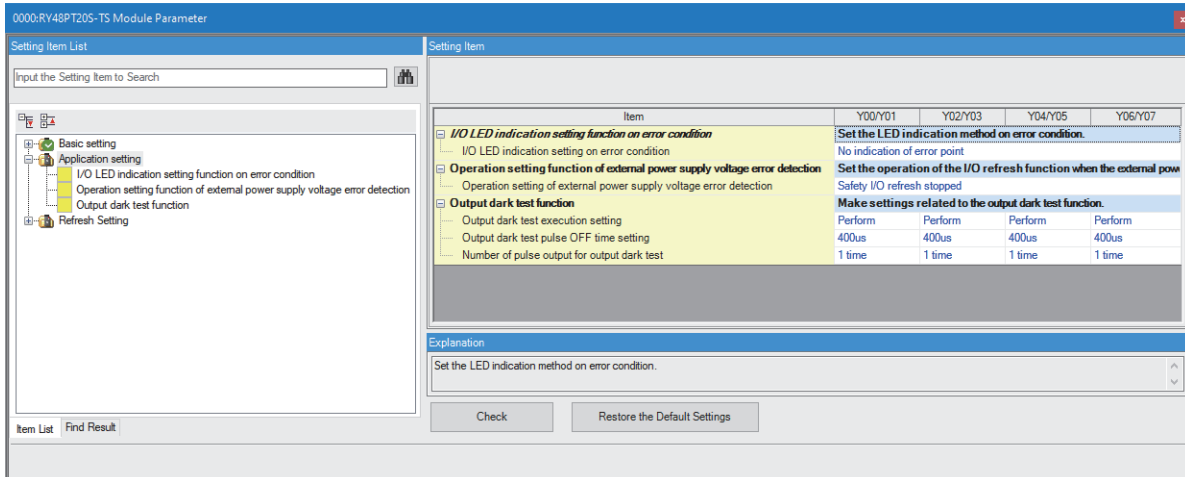 0000:RY48PT20S-TS Module Parameter
x
Setting Item List
Input the Setting Item to Search
Basic setting
Application setting
I/O LED indication setting function on error condition
Operation setting function of external power supply voltage error detection
Output dark test function
Refresh Setting
Item List Find Result
Setting Item
Item Y00/Y01 Y02/Y03 Y04/Y05 Y06/Y07
I/O LED indication setting function on error condition Set the LED indication method on error condition.
I/O LED indication setting on error condition No indication of error point
Operation setting function of external power supply voltage error detection Set the operation of the I/O refresh function when the external pow
Operation setting of external power supply voltage error detection Safety I/O refresh stopped
Output dark test function Make settings related to the output dark test function.
Output dark test execution setting Perform Perform Perform Perform
Output dark test pulse OFF time setting 400us 400us 400us 400us
Number of pulse output for output dark test 1 time 1 time 1 time 1 time
Explanation
Set the LED indication method on error condition.
Check Restore the Default Settings